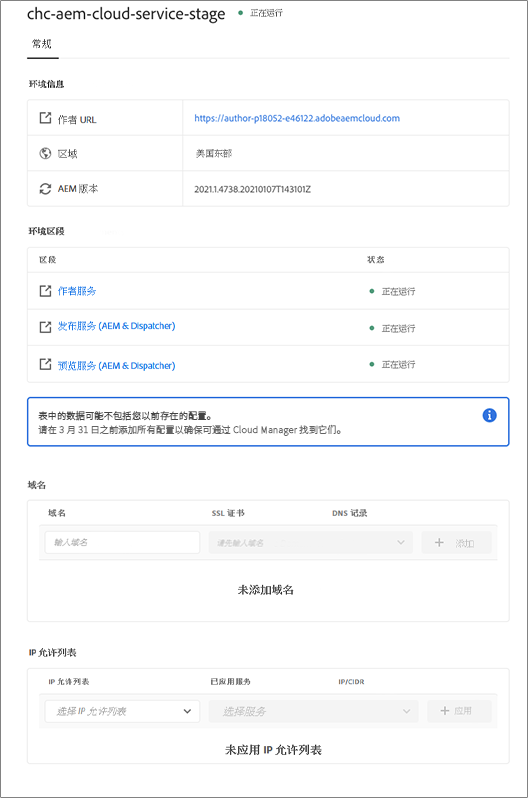 chc-aem-cloud-service-stage 正在运行
常规
环境信息
作者 URL https://author-p18052-e46122.adobeaemcloud.com
区域 美国东部
AEM 版本 2021.1.4738.20210107T143101Z
环境区段
区段 状态
作者服务 正在运行
发布服务 (AEM & Dispatcher) 正在运行
预览服务 (AEM & Dispatcher) 正在运行
表中的数据可能不包括您以前存在的配置。
请在 3 月 31 日之前添加所有配置以确保可通过 Cloud Manager 找到它们。
域名
域名 SSL 证书 DNS 记录
输入域名 请先输入域名 + 添加
未添加域名
IP 允许列表
IP 允许列表 已应用服务 IP/CIDR
选择 IP 允许列表 选择服务 + 应用
未应用 IP 允许列表